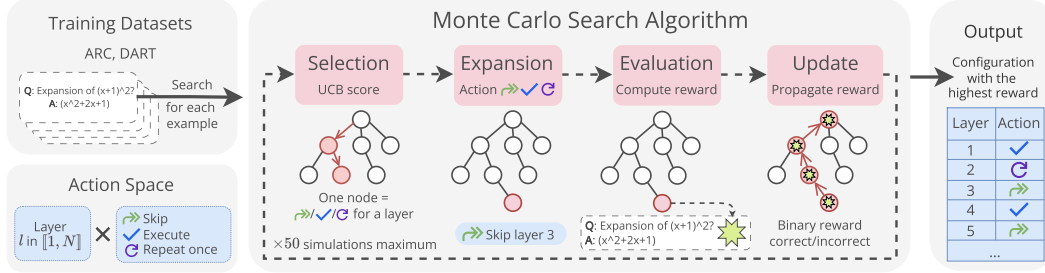 Training Datasets
ARC, DART
Q: Expansion of (x+1)^2?
A: (x^2+2x+1)
Search
for each
example
Action Space
Layer
l in ⟦1, N⟧
×
Skip
Execute
Repeat once
Monte Carlo Search Algorithm
Selection
UCB score
Expansion
Action
Evaluation
Compute reward
Update
Propagate reward
One node =
/ / for a layer
×50 simulations maximum
Skip layer 3
Q: Expansion of (x+1)^2?
A: (x^2+2x+1)
Binary reward
correct/incorrect
Output
Configuration
with the
highest reward
Layer Action
1
2
3
4
5
...